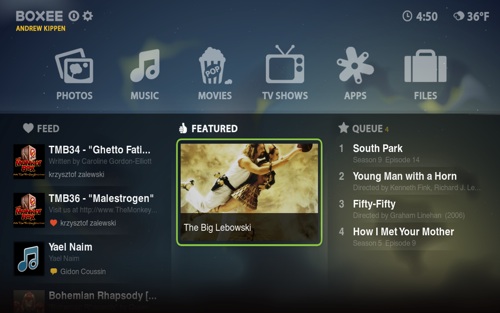 BOXEE
ANDREW KIPPEN
4:50
36°F
POP
PHOTOS
MUSIC
MOVIES
TV SHOWS
APPS
FILES
FEED
TMB34 - "Ghetto Fati...
Written by Caroline Gordon-Elliott
krzysztof zalewski
TMB36 - "Malestrogen"
Visit us at http://www.TheMonkey...
krzysztof zalewski
Yael Naim
Yael Naim
Gidon Coussin
Bohemian Rhapsody [...
FEATURED
The Big Lebowski
QUEUE 4
1 South Park
Season 9 Episode 14
2 Young Man with a Horn
Directed by Kenneth Fink, Richard J. Le...
3 Fifty-Fifty
Directed by Graham Linehan (2006)
4 How I Met Your Mother
Season 5 Episode 9